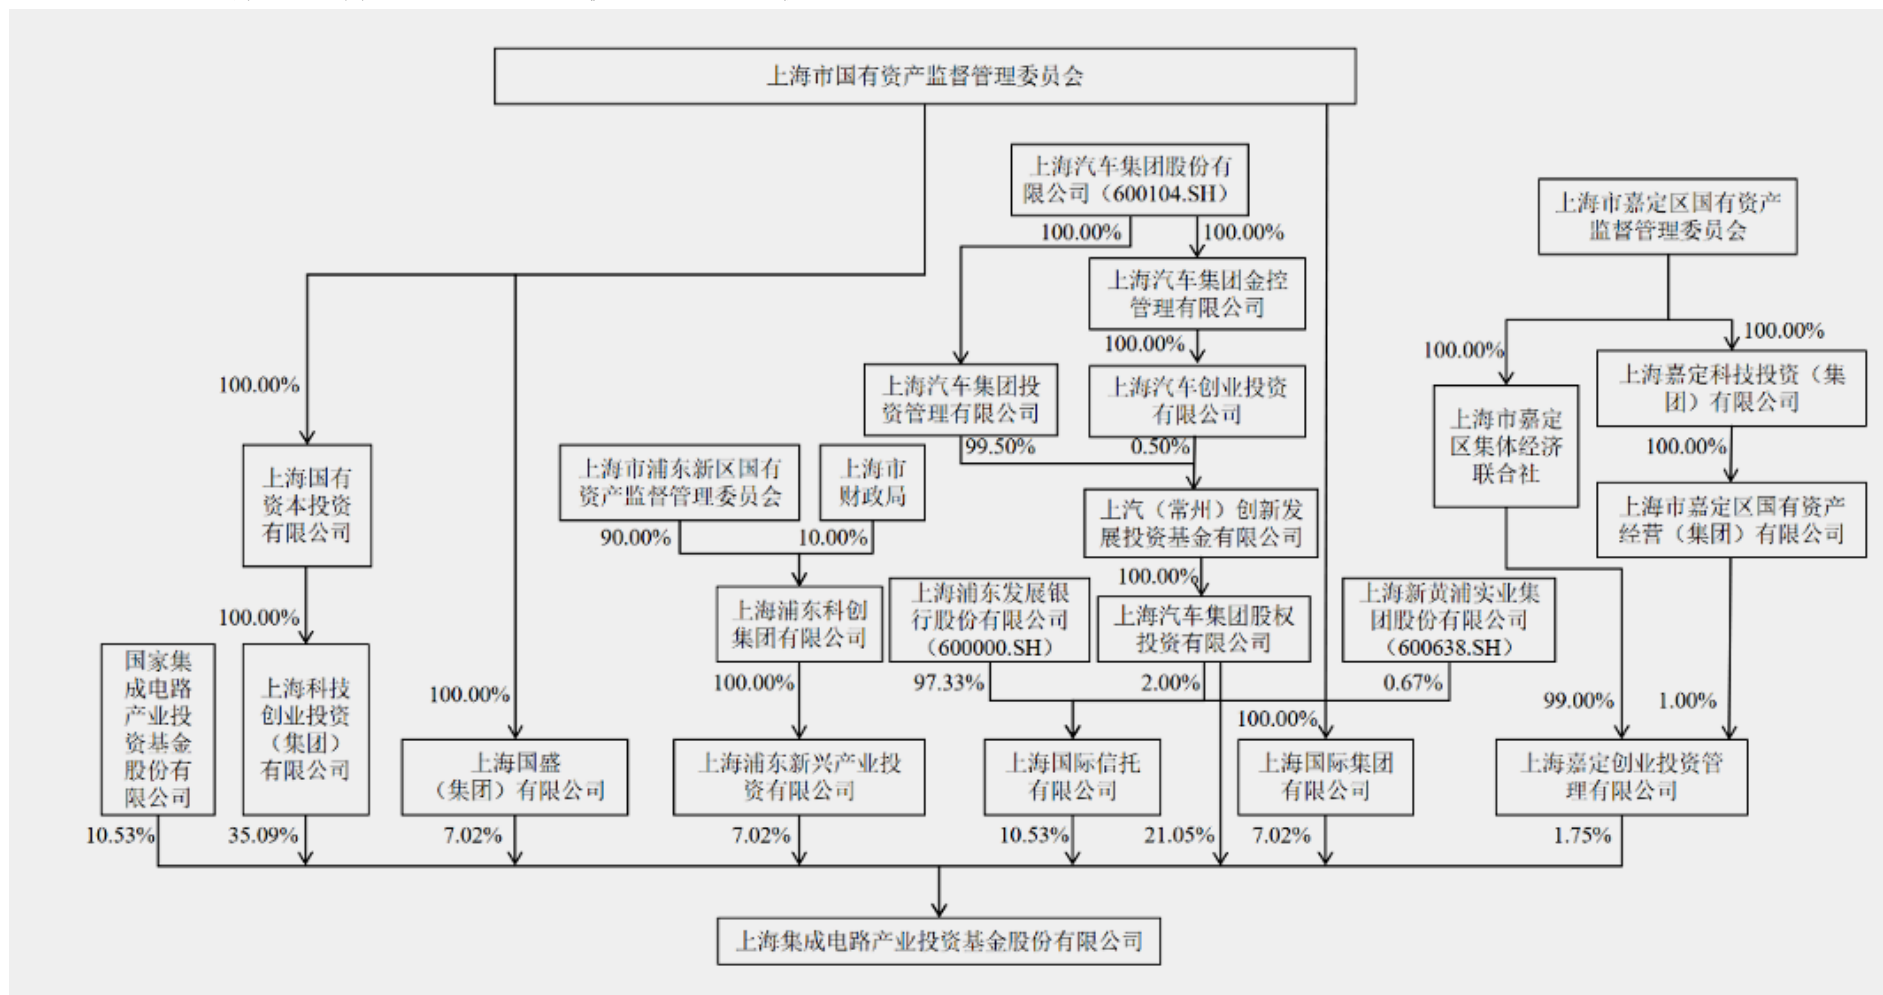 上海市国有资产监督管理委员会
上海汽车集团股份有
限公司（600104.SH）
上海市嘉定区国有资产
监督管理委员会
100.00%
100.00%
上海汽车集团金控
管理有限公司
100.00%
100.00%
100.00%
100.00%
上海汽车集团投
资管理有限公司
上海汽车创业投资
有限公司
上海嘉定科技投资（集
团）有限公司
上海市嘉定
区集体经济
联合社
99.50%
0.50%
100.00%
上海国有
资本投资
有限公司
上海市浦东新区国有
资产监督管理委员会
上海市
财政局
上汽（常州）创新发
展投资基金有限公司
上海市嘉定区国有资产
经营（集团）有限公司
90.00%
10.00%
100.00%
100.00%
上海浦东科创
集团有限公司
上海浦东发展银
行股份有限公司
（600000.SH）
上海汽车集团股权
投资有限公司
上海新黄浦实业集
团股份有限公司
（600638.SH）
国家集
成电路
产业投
资基金
股份有
限公司
上海科技
创业投资
（集团）
有限公司
100.00%
100.00%
97.33%
2.00%
0.67%
100.00%
99.00%
1.00%
上海国盛
（集团）有限公司
上海浦东新兴产业投
资有限公司
上海国际信托
有限公司
上海国际集团
有限公司
上海嘉定创业投资管
理有限公司
10.53%
35.09%
7.02%
7.02%
10.53%
21.05%
7.02%
1.75%
上海集成电路产业投资基金股份有限公司